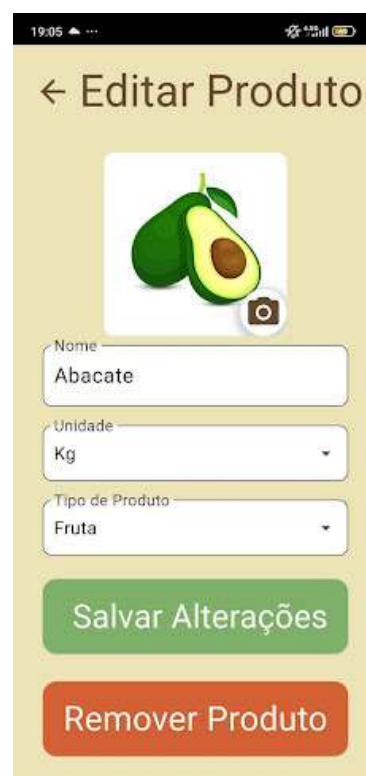 19:05
← Editar Produto
Nome
Abacate
Unidade
Kg
Tipo de Produto
Fruta
Salvar Alterações
Remover Produto